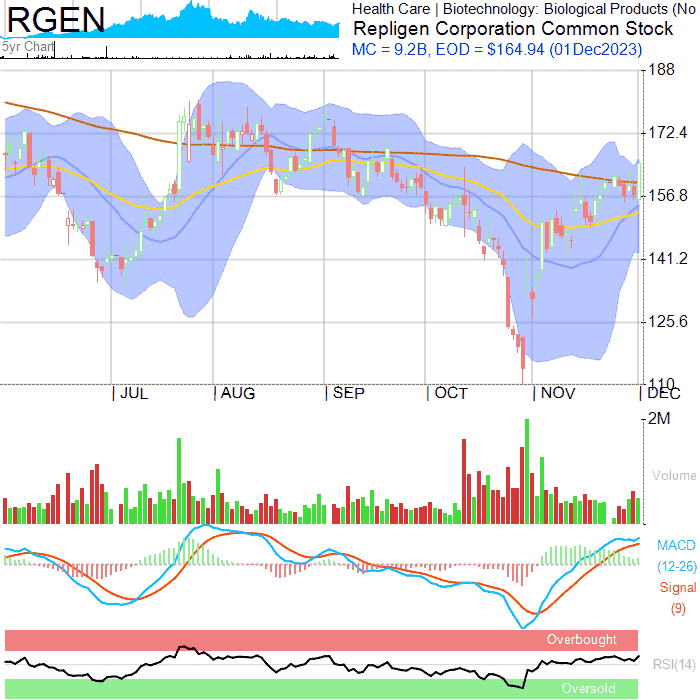 RGEN
5yr Chart
Health Care | Biotechnology: Biological Products (No
Repligen Corporation Common Stock
MC = 9.2B, EOD = $164.94 (01Dec2023)
188
172.4
156.8
141.2
125.6
110
| JUL | AUG | SEP | OCT | NOV | DEC
2M
Volume
MACD
(12-26)
Signal
(9)
Overbought
RSI(14)
Oversold